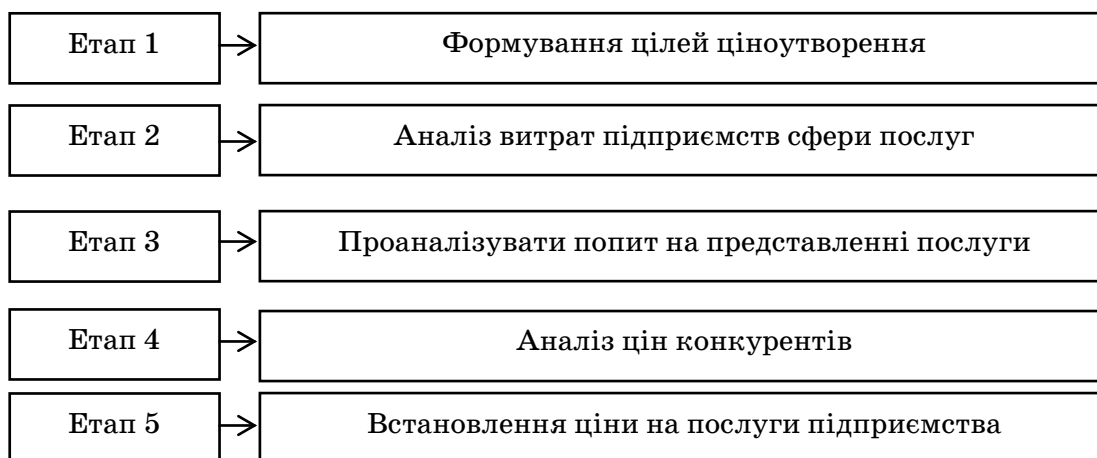 Етап 1
Формування цілей ціноутворення
Етап 2
Аналіз витрат підприємств сфери послуг
Етап 3
Проаналізувати попит на представленні послуги
Етап 4
Аналіз цін конкурентів
Етап 5
Встановлення ціни на послуги підприємства